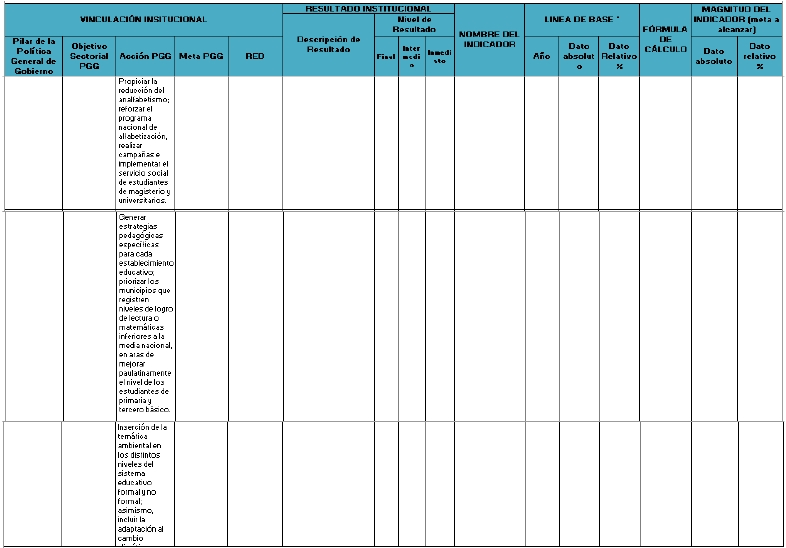 VINCULACIÓN INSITUCIONAL
RESULTADO INSTITUCIONAL
Descripción de
Resultado
Nivel de
Resultado
NOMBRE DEL
INDICADOR
LINEA DE BASE *
FÓRMULA
DE
CÁLCULO
MAGNITUD DEL
INDICADOR (meta a
alcanzar)
Pilar de la
Política
General de
Gobierno
Objetivo
Sectorial
PGG
Acción PGG
Meta PGG
RED
Final
Inter
medi
o
Inmedi
ato
Año
Dato
absolut
o
Dato
Relativo
%
Dato
absoluto
Dato
relativo
%
Propiciar la
reducción del
analfabetismo;
reforzar el
programa
nacional de
alfabetización,
realizar
campañas e
implementar el
servicio social
de estudiantes
de magisterio y
universitarios.
Generar
estrategias
pedagógicas
específicas
para cada
establecimiento
educativo;
priorizar los
municipios que
registren
niveles de logro
de lectura o
matemáticas
inferiores a la
media nacional,
en aras de
mejorar
paulatinamente
el nivel de los
estudiantes de
primaria y
tercero básico.
Inserción de la
temática
ambiental en
los distintos
niveles del
sistema
educativo
formal y no
formal;
asimismo,
incluir la
adaptación al
cambio